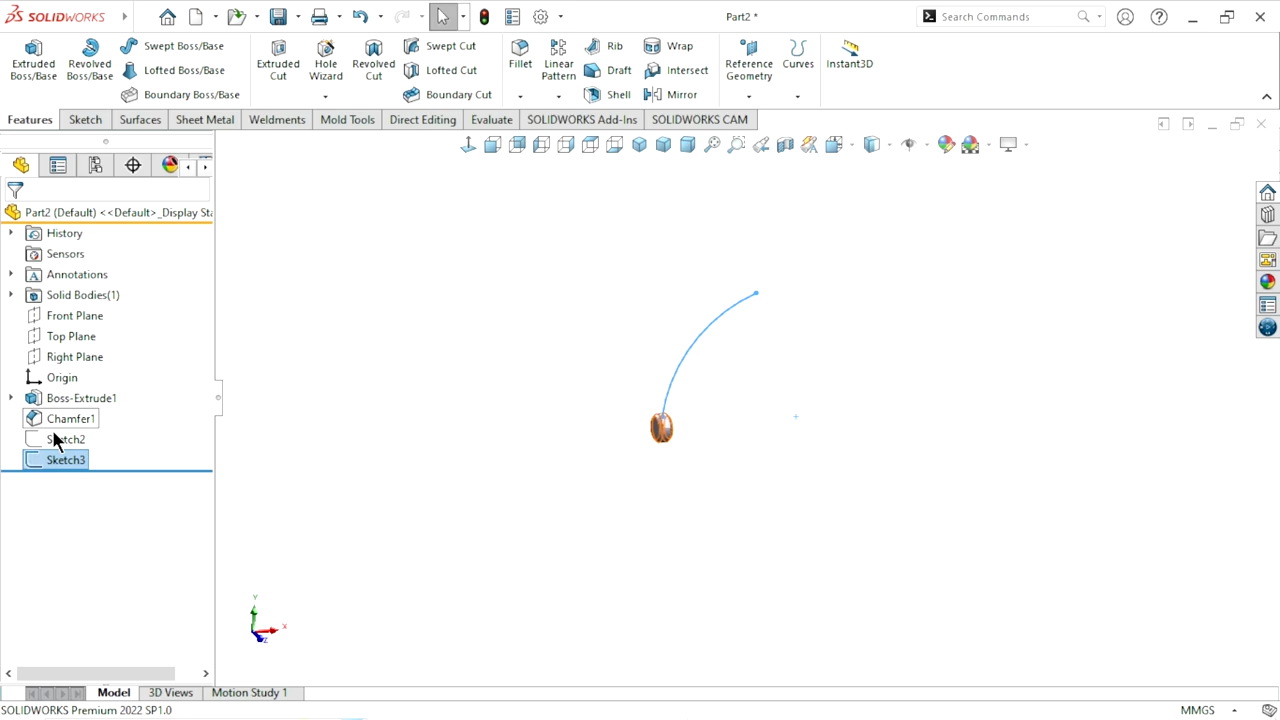 SOLIDWORKS
Part2 *
Search Commands
Extruded Boss/Base
Revolved Boss/Base
Swept Boss/Base
Lofted Boss/Base
Boundary Boss/Base
Extruded Cut
Hole Wizard
Revolved Cut
Swept Cut
Lofted Cut
Boundary Cut
Fillet
Linear Pattern
Rib
Draft
Shell
Wrap
Intersect
Mirror
Reference Geometry
Curves
Instant3D
Features
Sketch
Surfaces
Sheet Metal
Weldments
Mold Tools
Direct Editing
Evaluate
SOLIDWORKS Add-Ins
SOLIDWORKS CAM
Part2 (Default) <<Default>_Display Sta
History
Sensors
Annotations
Solid Bodies(1)
Front Plane
Top Plane
Right Plane
Origin
Boss-Extrude1
Chamfer1
Sketch2
Sketch3
Y
X
Z
Model
3D Views
Motion Study 1
SOLIDWORKS Premium 2022 SP1.0
MMGS